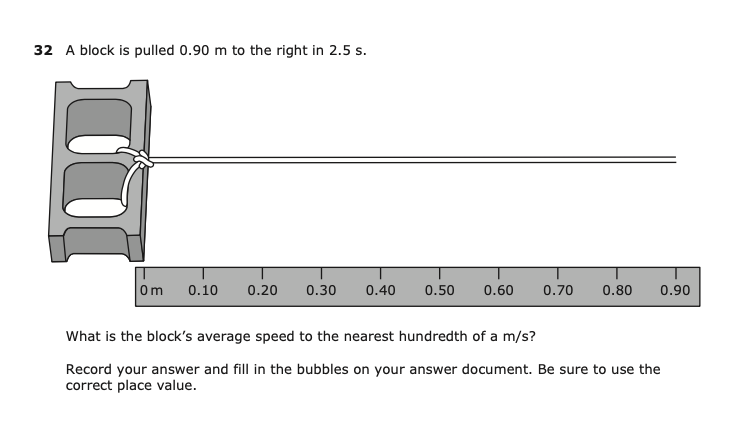 32 A block is pulled 0.90 m to the right in 2.5 s.
0 m 0.10 0.20 0.30 0.40 0.50 0.60 0.70 0.80 0.90
What is the block's average speed to the nearest hundredth of a m/s?
Record your answer and fill in the bubbles on your answer document. Be sure to use the
correct place value.